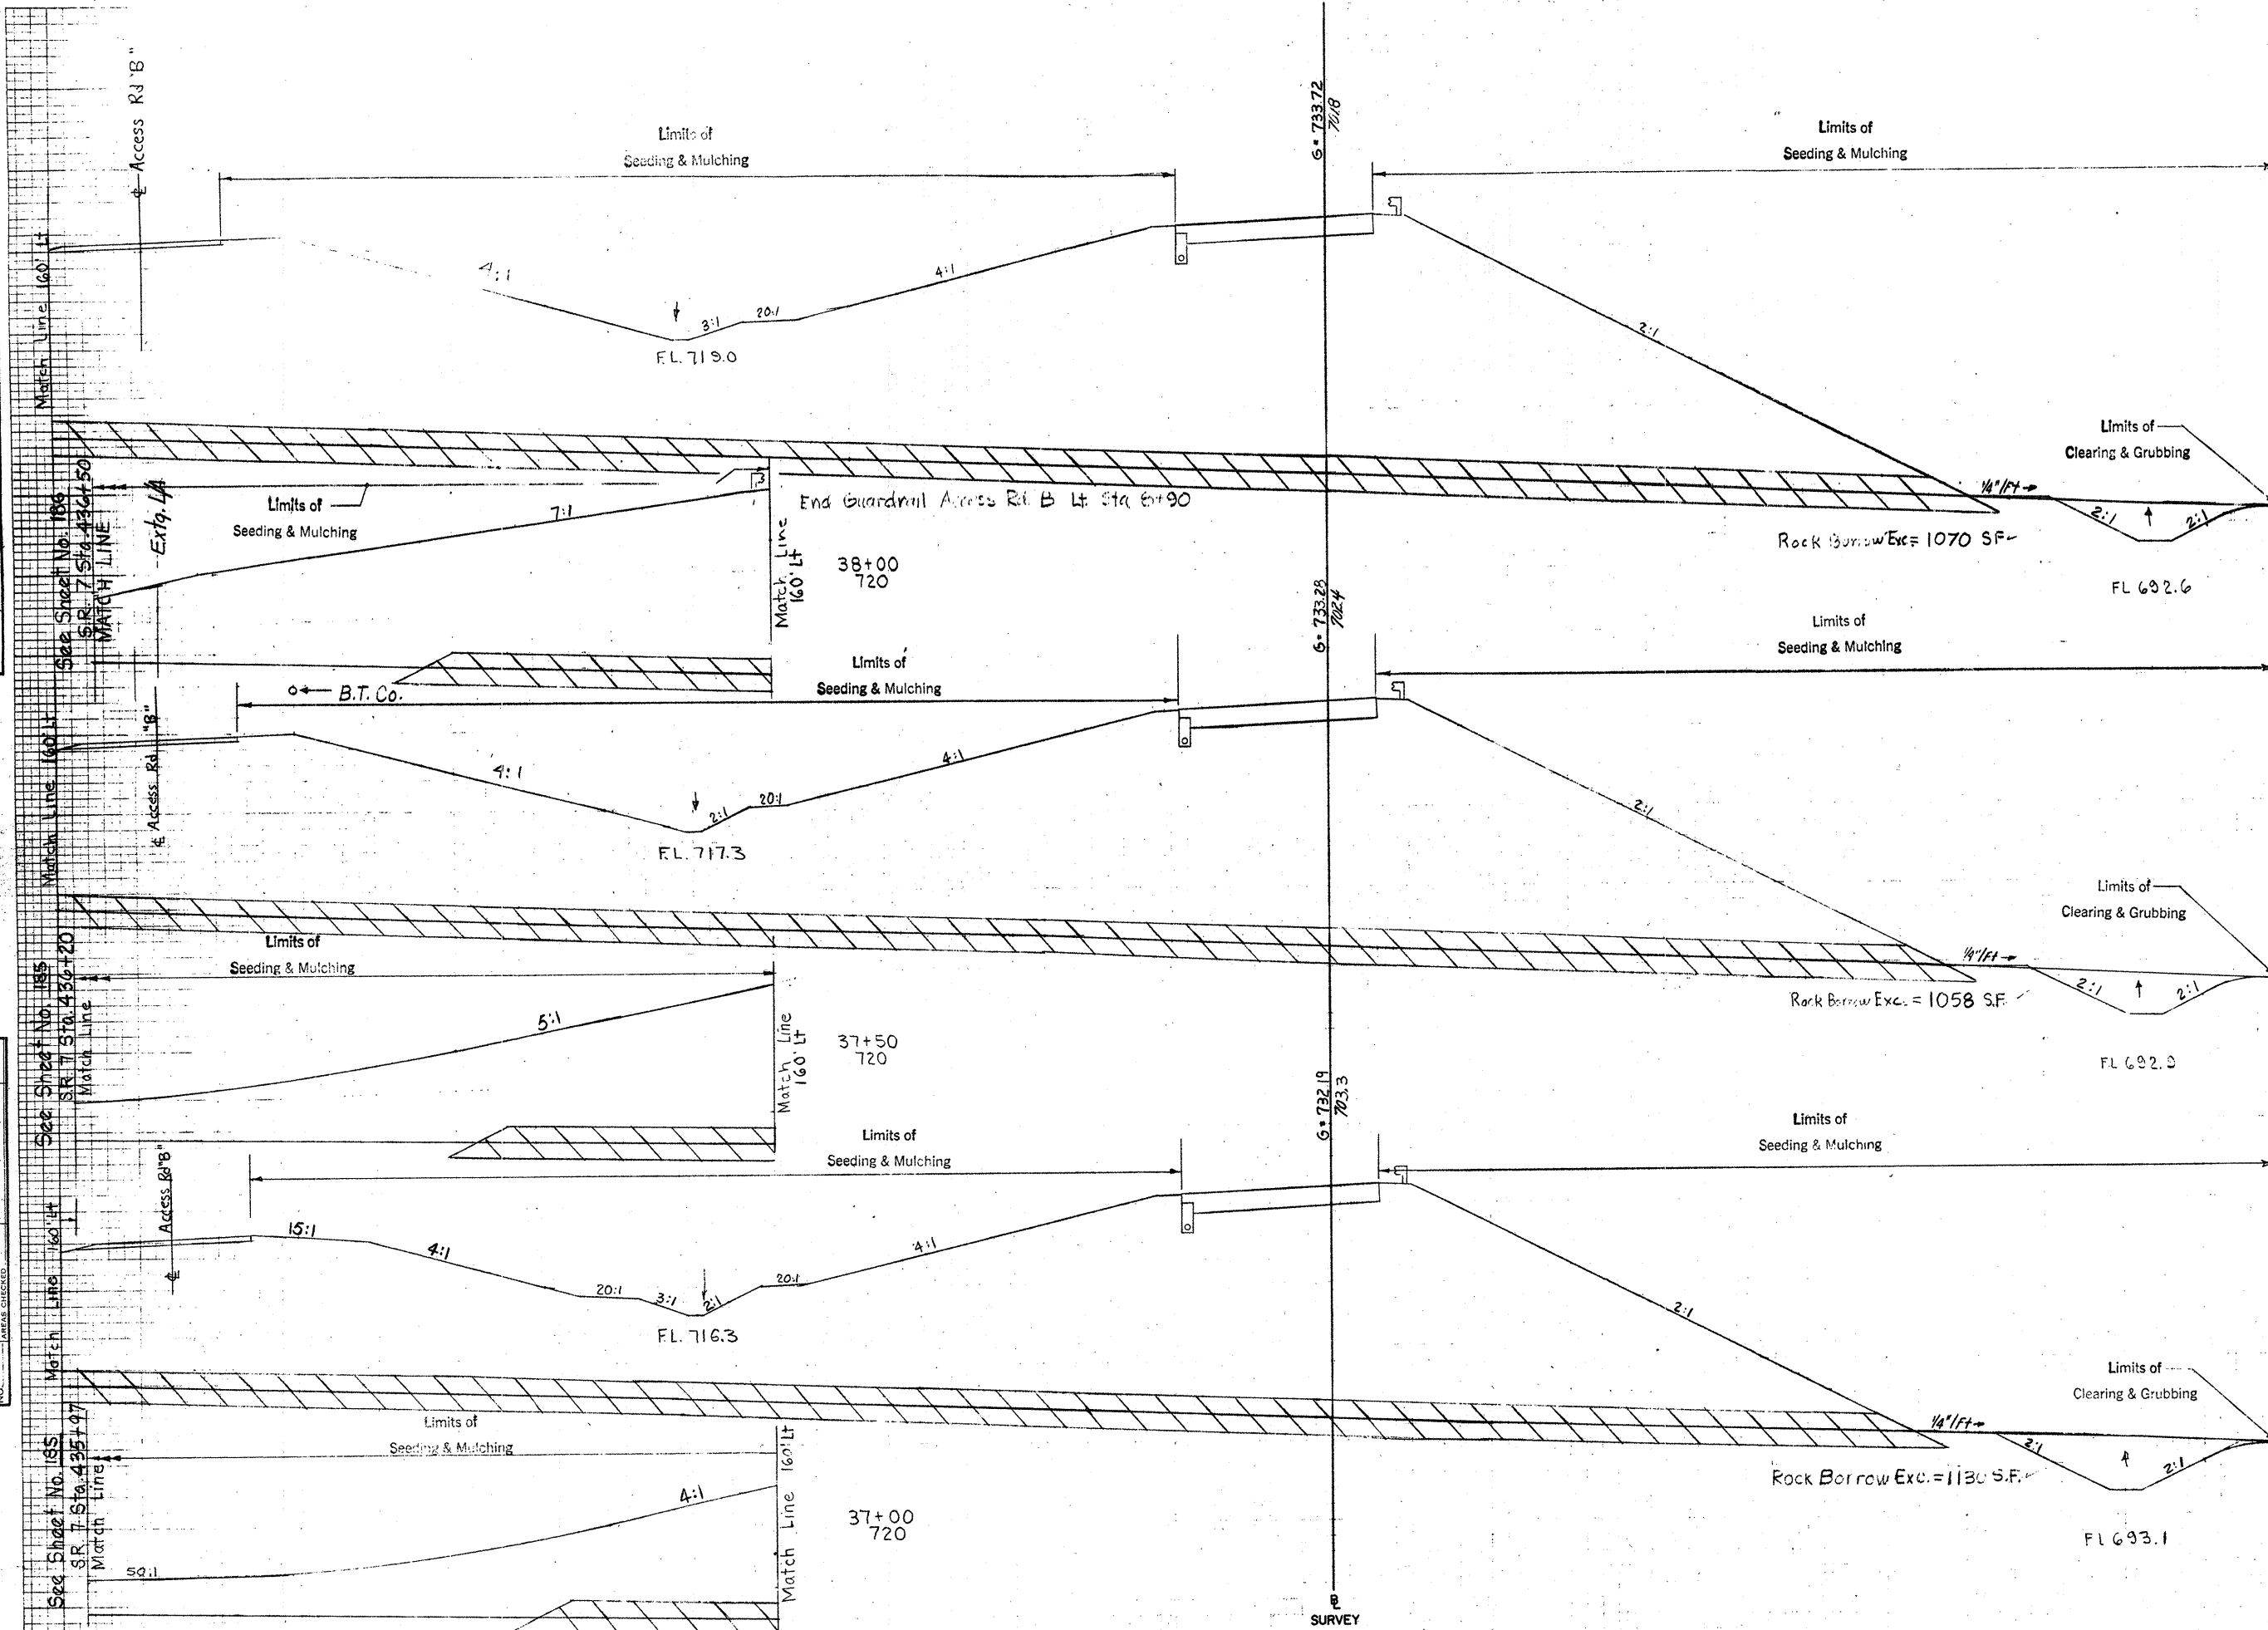 ℄ Access Rd "B"
Limits of
Seeding & Mulching
G = 733.72
701.8
Limits of
Seeding & Mulching
Match Line 160' Lt
4:1
3:1
20:1
4:1
2:1
F.L. 719.0
Limits of
Clearing & Grubbing
See Sheet No. 186
S.R. 7 Sta. 436+50
MATCH LINE
Extg. L/A
Limits of
Seeding & Mulching
7:1
End Guardrail Access Rd. B Lt. Sta 6+90
Match Line
160' Lt
38+00
720
1/4"/Ft
2:1
2:1
Rock Borrow Exc = 1070 SF
FL 692.6
G = 733.28
702.4
Limits of
Seeding & Mulching
B.T. Co.
Limits of
Seeding & Mulching
Match Line 160' Lt
℄ Access Rd. "B"
4:1
2:1
20:1
4:1
2:1
F.L. 717.3
Limits of
Clearing & Grubbing
See Sheet No. 185
S.R. 7 Sta. 436+20
Match Line
Limits of
Seeding & Mulching
5:1
Match Line
160' Lt
37+50
720
1/4"/Ft
2:1
2:1
Rock Borrow Exc. = 1058 S.F.
FL 692.9
G = 732.19
703.3
Limits of
Seeding & Mulching
Limits of
Seeding & Mulching
Match Line 160' Lt
℄ Access Rd "B"
15:1
4:1
20:1
3:1
2:1
20:1
4:1
2:1
F.L. 716.3
AREAS CHECKED
Limits of
Clearing & Grubbing
See Sheet No. 185
S.R. 7 Sta. 435+97
Match Line
Limits of
Seeding & Mulching
4:1
50:1
Match Line 160' Lt
37+00
720
1/4"/Ft
2:1
2:1
Rock Borrow Exc. = 1130 S.F.
FL 693.1
℄
SURVEY